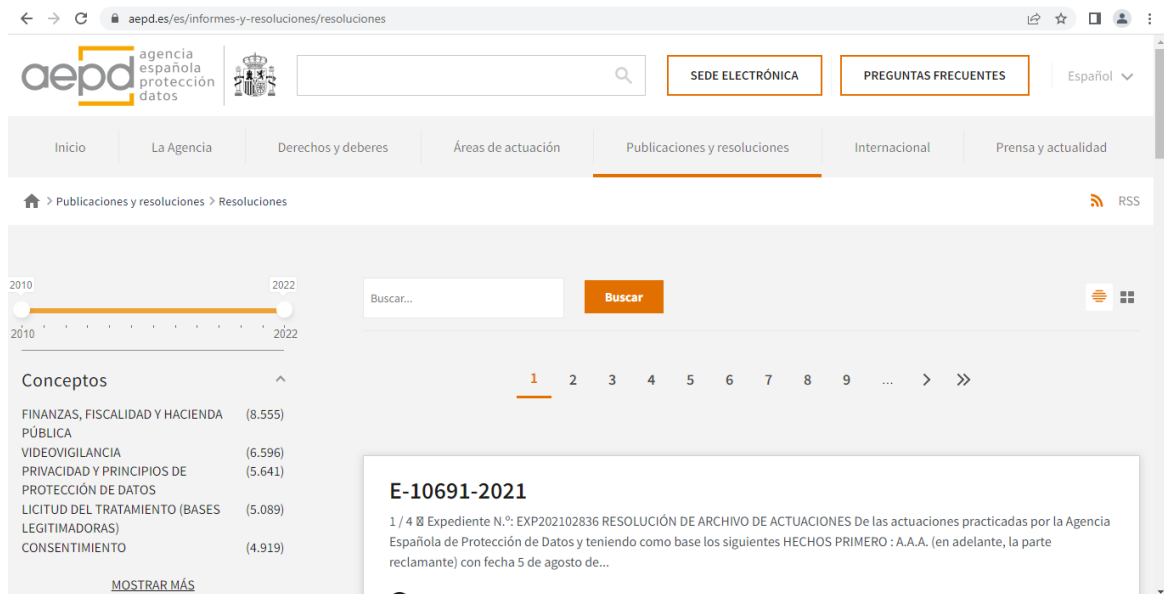 aepd.es/es/informes-y-resoluciones/resoluciones
aepd
agencia
española
protección
datos
SEDE ELECTRÓNICA
PREGUNTAS FRECUENTES
Español
Inicio
La Agencia
Derechos y deberes
Áreas de actuación
Publicaciones y resoluciones
Internacional
Prensa y actualidad
> Publicaciones y resoluciones > Resoluciones
RSS
2010
2022
2010
2022
Buscar...
Buscar
Conceptos
FINANZAS, FISCALIDAD Y HACIENDA (8.555)
PÚBLICA
VIDEOVIGILANCIA (6.596)
PRIVACIDAD Y PRINCIPIOS DE (5.641)
PROTECCIÓN DE DATOS
LICITUD DEL TRATAMIENTO (BASES (5.089)
LEGITIMADORAS)
CONSENTIMIENTO (4.919)
MOSTRAR MÁS
1 2 3 4 5 6 7 8 9 ...
E-10691-2021
1 / 4 Expediente N.º: EXP202102836 RESOLUCIÓN DE ARCHIVO DE ACTUACIONES De las actuaciones practicadas por la Agencia
Española de Protección de Datos y teniendo como base los siguientes HECHOS PRIMERO : A.A.A. (en adelante, la parte
reclamante) con fecha 5 de agosto de...